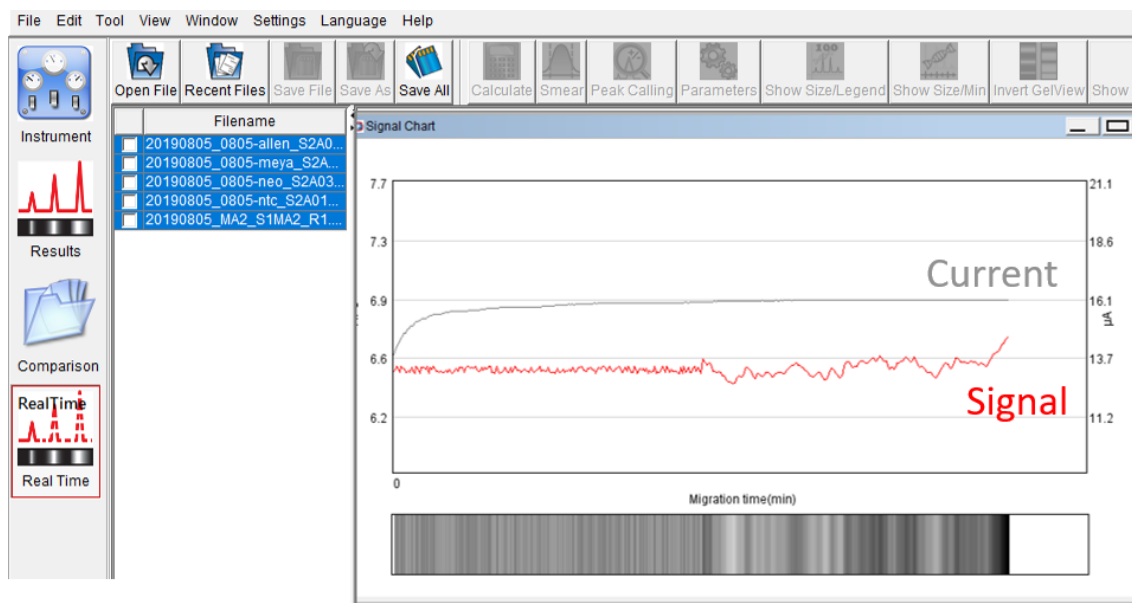 File Edit Tool View Window Settings Language Help
Open File Recent Files Save File Save As Save All Calculate Smear Peak Calling Parameters Show Size/Legend Show Size/Min Invert GelView Show
100
Instrument
Results
Comparison
RealTime
Real Time
Filename
20190805_0805-allen_S2A0...
20190805_0805-meya_S2A...
20190805_0805-neo_S2A03...
20190805_0805-ntc_S2A01...
20190805_MA2_S1MA2_R1....
Signal Chart
7.7 21.1
7.3 18.6
Current
6.9 16.1
µA
6.6 13.7
Signal
6.2 11.2
0
Migration time(min)